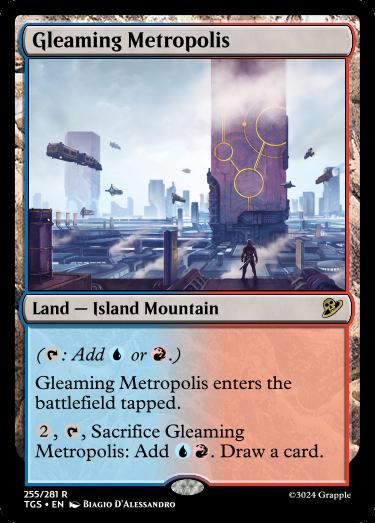 Gleaming Metropolis
Land — Island Mountain
(: Add or .)
Gleaming Metropolis enters the
battlefield tapped.
2, , Sacrifice Gleaming
Metropolis: Add . Draw a card.
255/281 R
TGS • EN Biagio D'Alessandro
©3024 Grapple